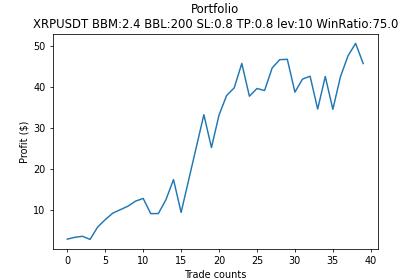 Portfolio
XRPUSDT BBM:2.4 BBL:200 SL:0.8 TP:0.8 lev:10 WinRatio:75.0
50
40
30
20
10
Profit ($)
0 5 10 15 20 25 30 35 40
Trade counts